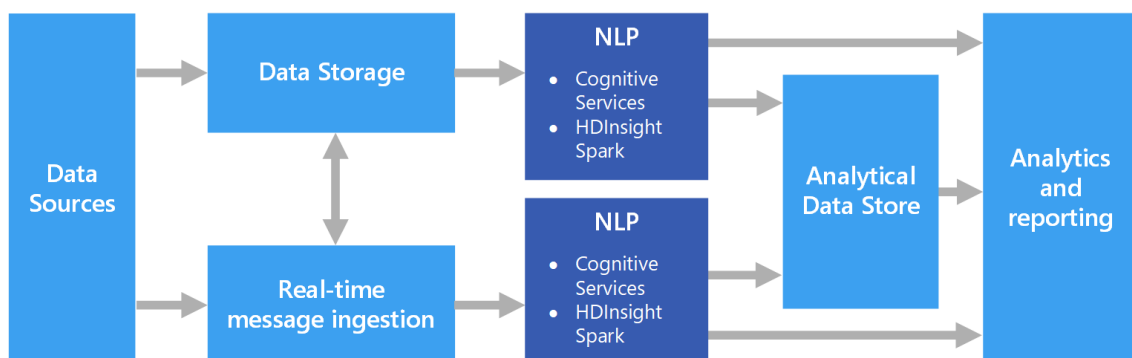 Data
Sources
Data Storage
Real-time
message ingestion
NLP
• Cognitive
Services
• HDInsight
Spark
NLP
• Cognitive
Services
• HDInsight
Spark
Analytical
Data Store
Analytics
and
reporting